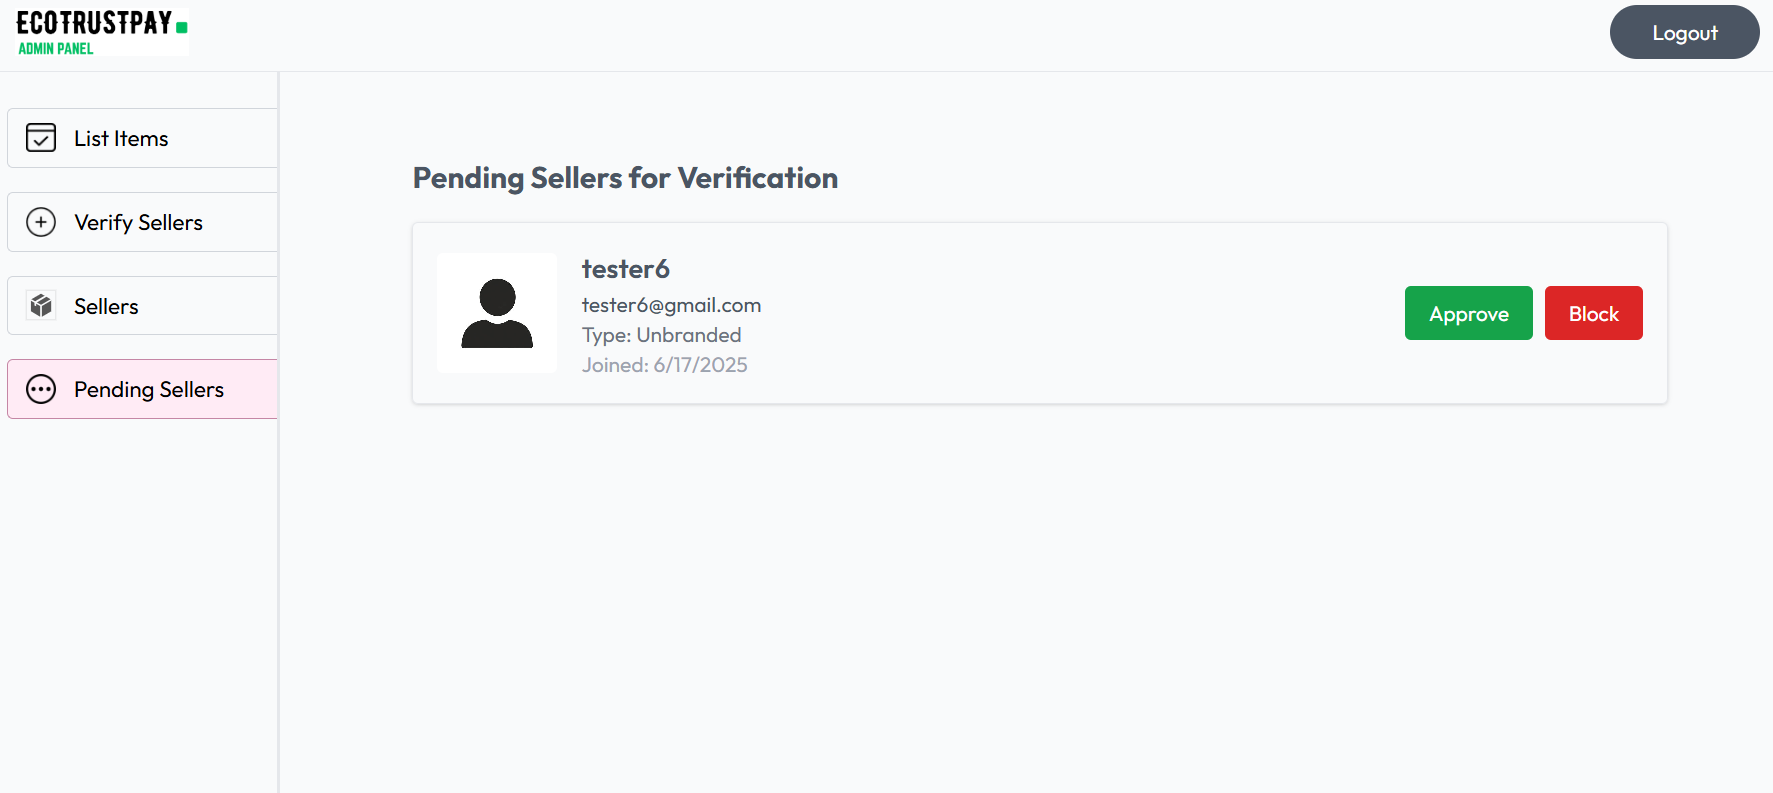 ECOTRUSTPAY
ADMIN PANEL
Logout
List Items
Verify Sellers
Sellers
Pending Sellers
Pending Sellers for Verification
tester6
tester6@gmail.com
Type: Unbranded
Joined: 6/17/2025
Approve
Block